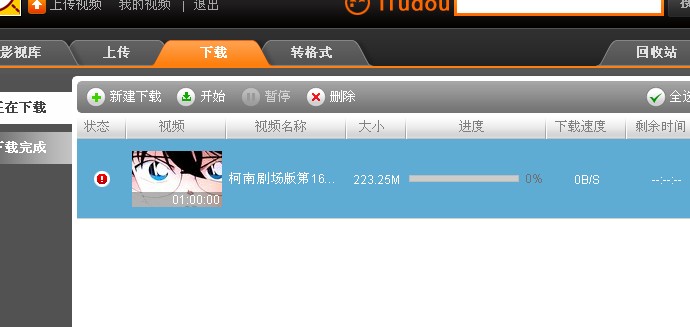 上传视频 我的视频 | 退出 Tudou
影视库 上传 下载 转格式 回收站
正在下载 新建下载 开始 暂停 删除 全选
状态 视频 视频名称 大小 进度 下载速度 剩余时间
下载完成
01:00:00 柯南剧场版第16... 223.25M 0% 0B/S --:--:--